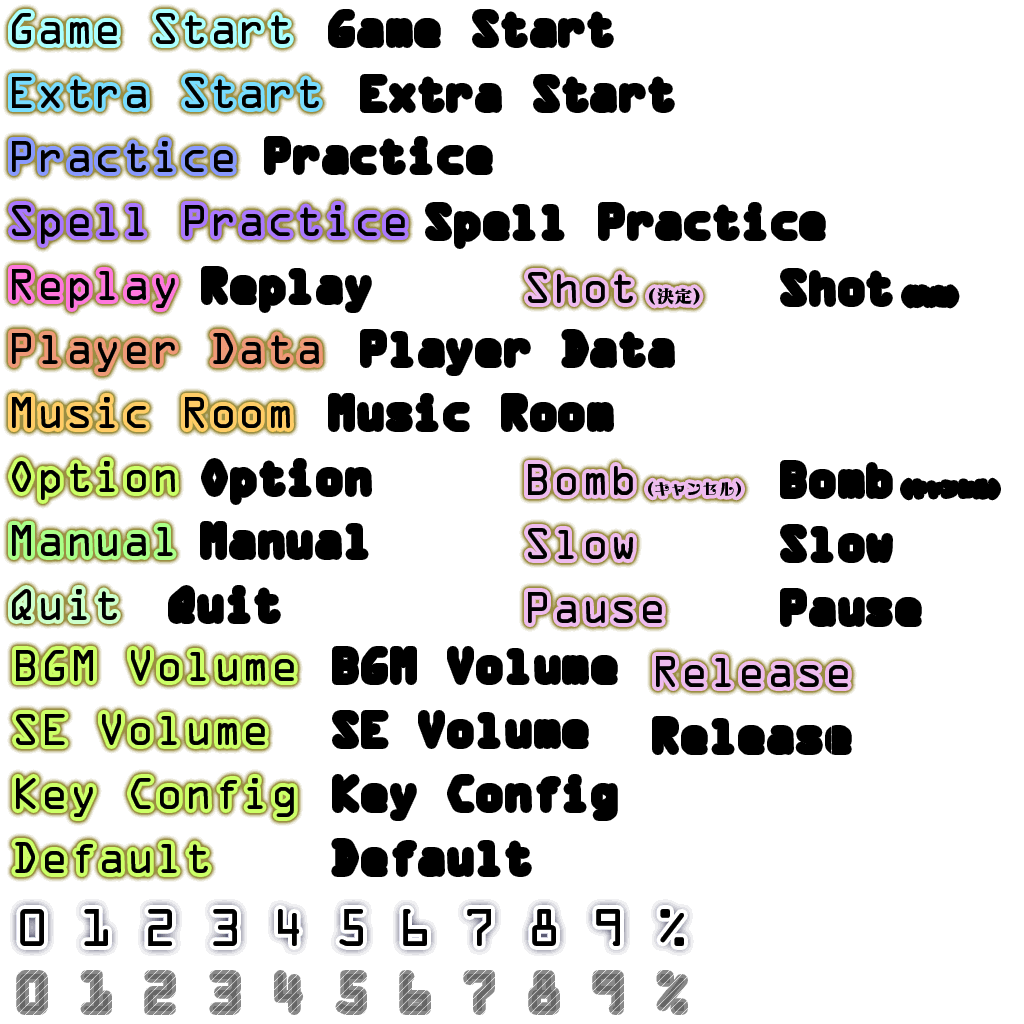 Game Start Game Start
Extra Start Extra Start
Practice Practice
Spell Practice Spell Practice
Replay Replay Shot (決定) Shot
Player Data Player Data
Music Room Music Room
Option Option Bomb (キャンセル) Bomb
Manual Manual Slow Slow
Quit Quit Pause Pause
BGM Volume BGM Volume Release
SE Volume SE Volume Release
Key Config Key Config
Default Default
0 1 2 3 4 5 6 7 8 9 %
0 1 2 3 4 5 6 7 8 9 %